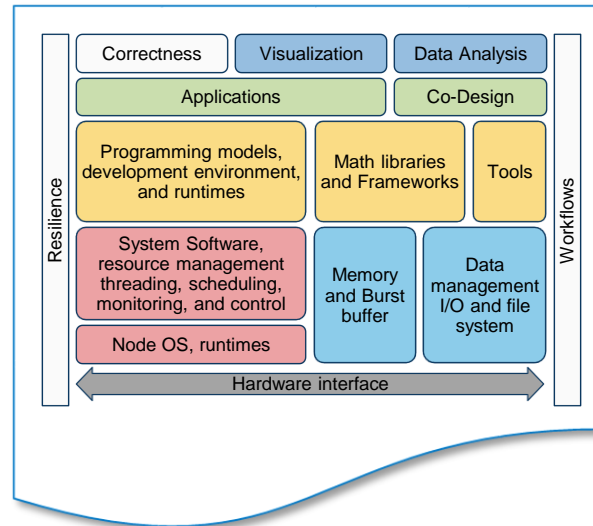 Correctness
Visualization
Data Analysis
Applications
Co-Design
Programming models,
development environment,
and runtimes
Math libraries
and Frameworks
Tools
Resilience
Workflows
System Software,
resource management
threading, scheduling,
monitoring, and control
Memory
and Burst
buffer
Data
management
I/O and file
system
Node OS, runtimes
Hardware interface